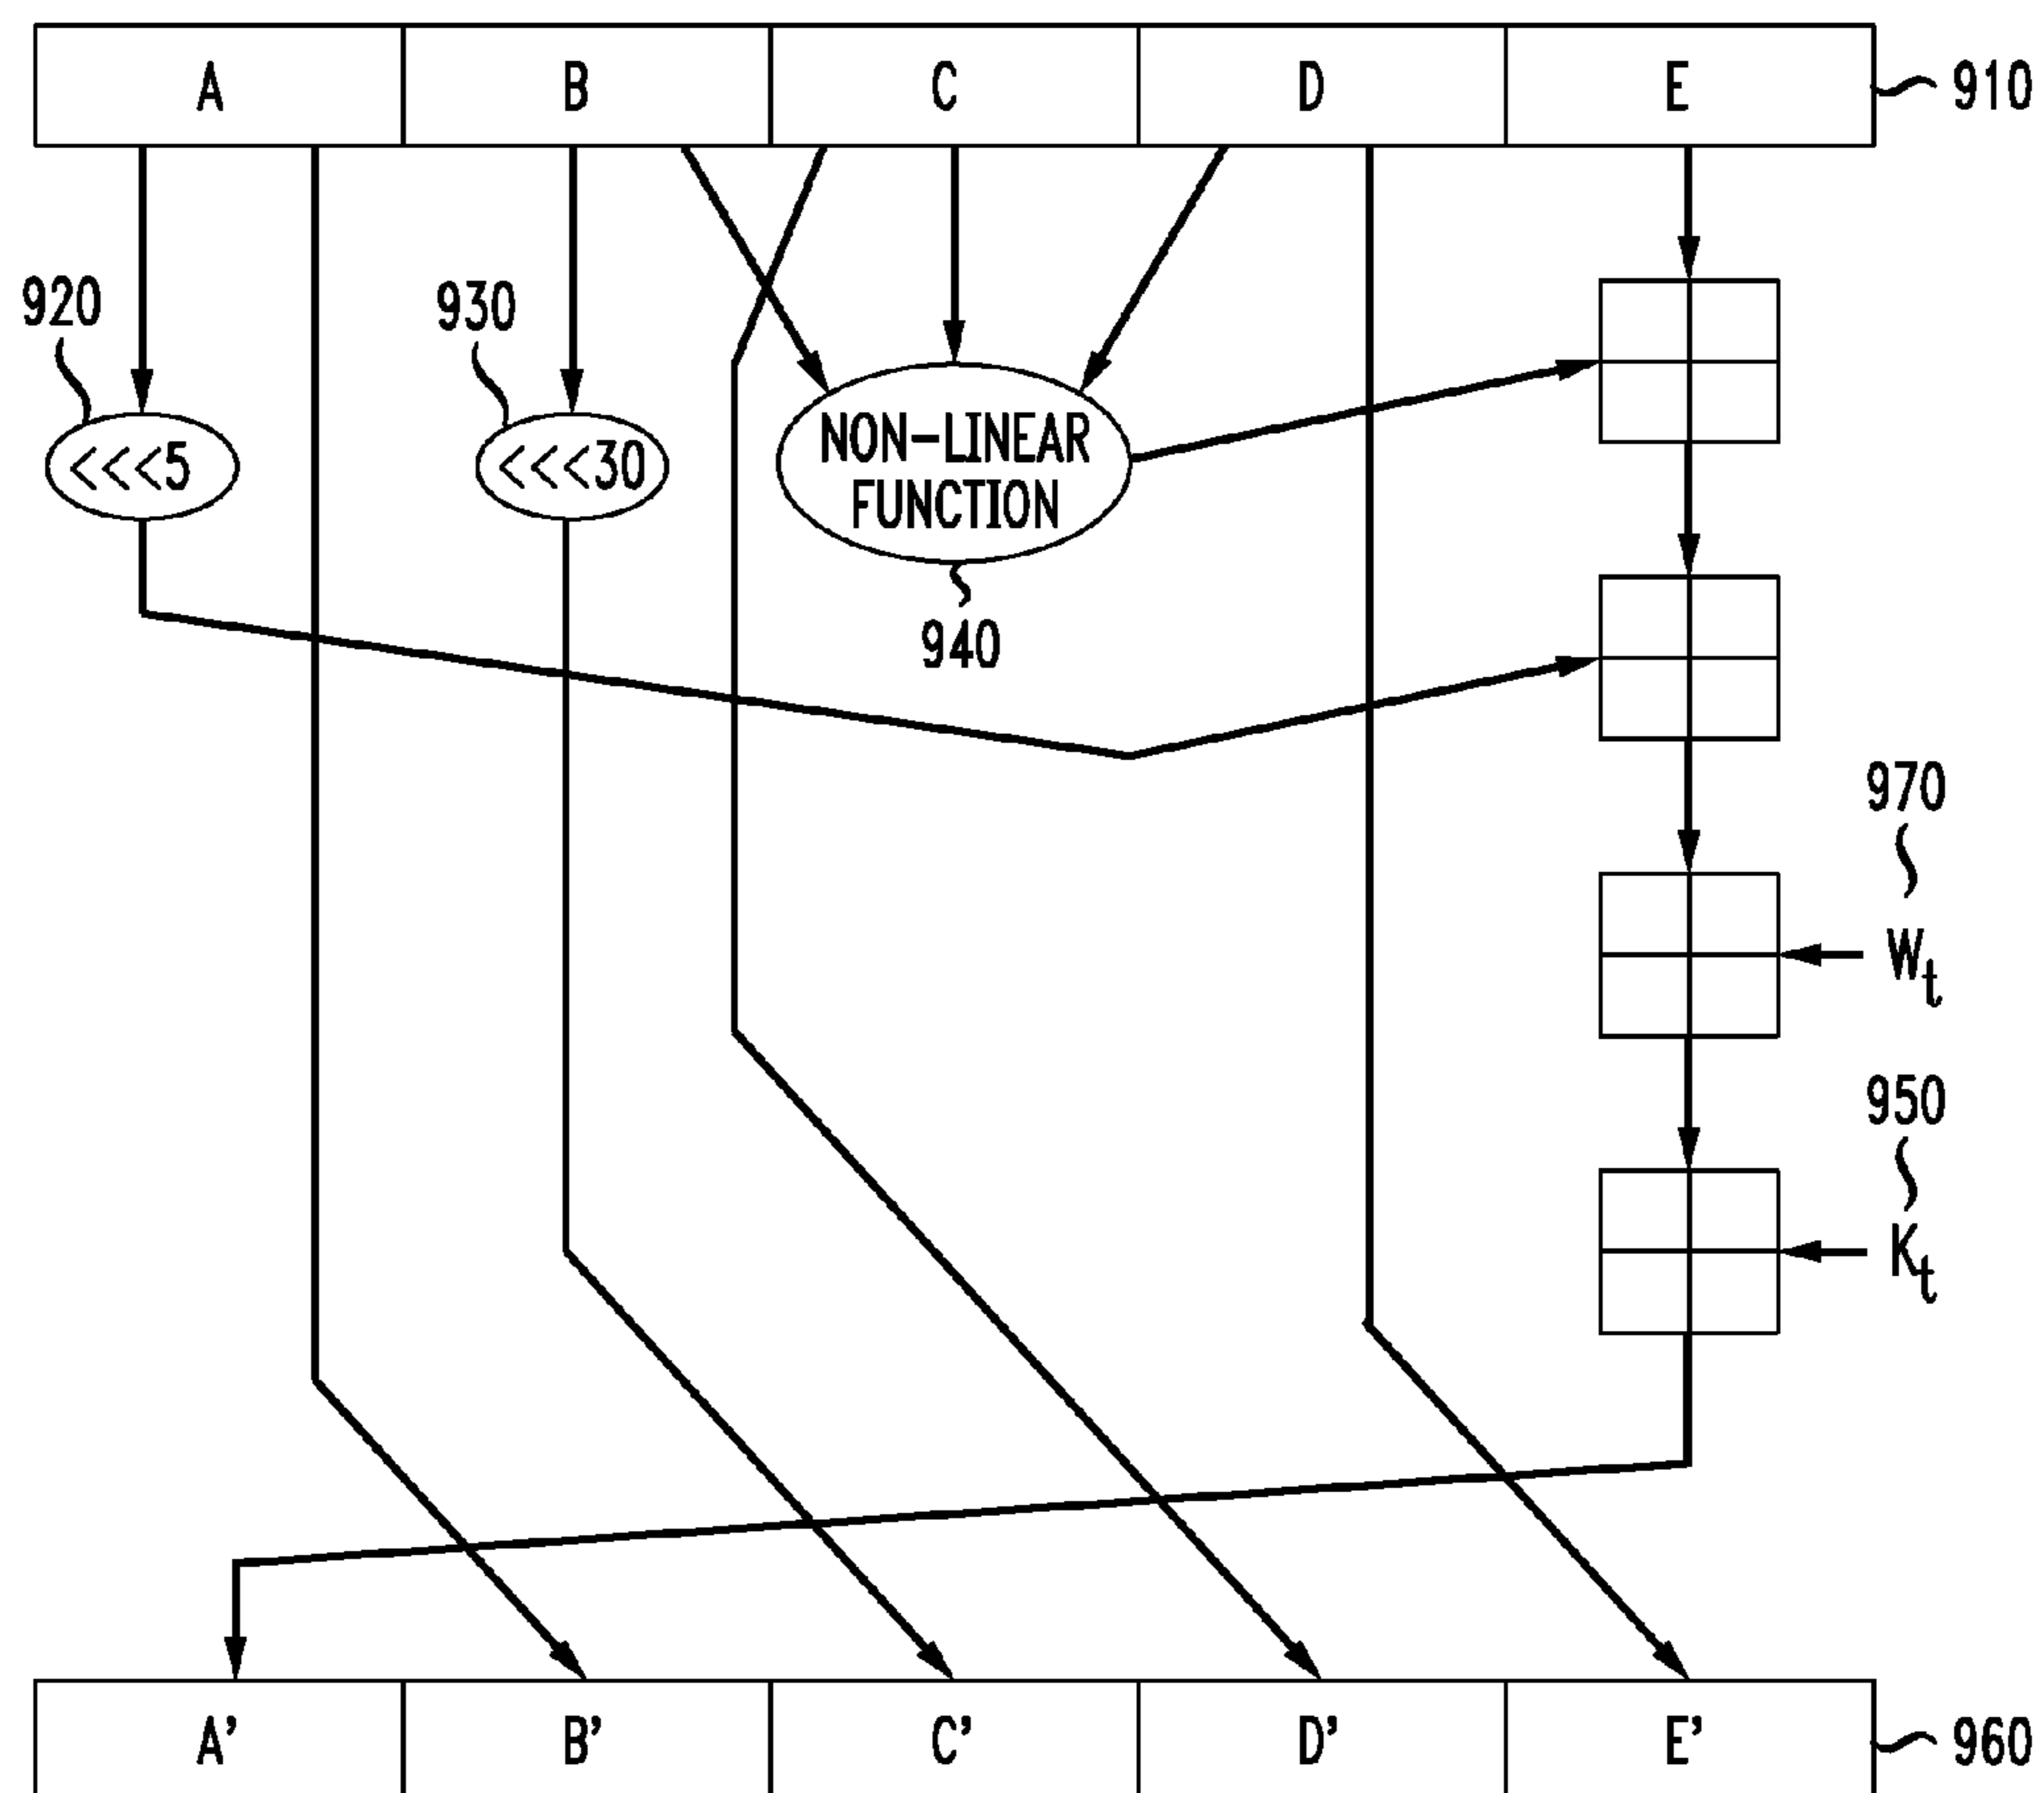 A B C D E 910
920
930
<<<5
<<<30
NON-LINEAR
FUNCTION
940
970
Wt
950
Kt
A' B' C' D' E' 960